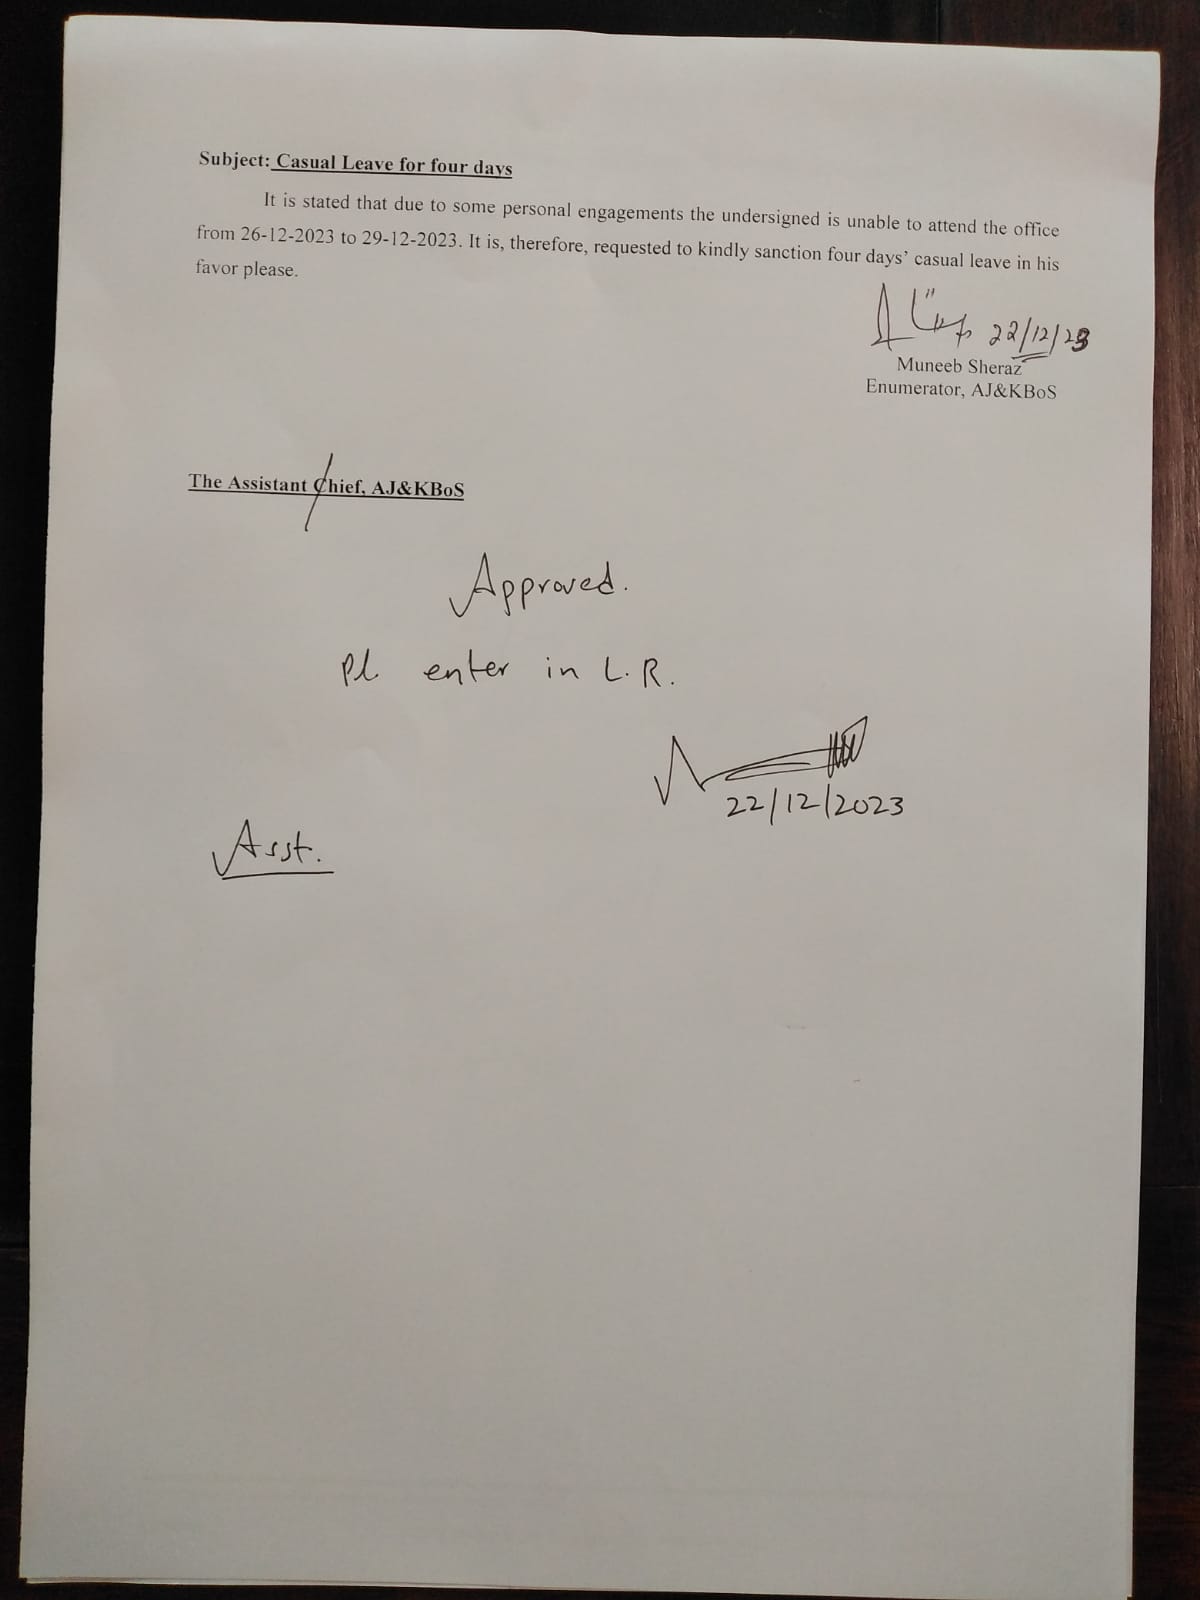 Subject: Casual Leave for four days
It is stated that due to some personal engagements the undersigned is unable to attend the office
from 26-12-2023 to 29-12-2023. It is, therefore, requested to kindly sanction four days’ casual leave in his
favor please.
22/12/23
Muneeb Sheraz
Enumerator, AJ&KBoS
The Assistant Chief, AJ&KBoS
Approved.
Pl. enter in L.R.
22/12/2023
Asst.